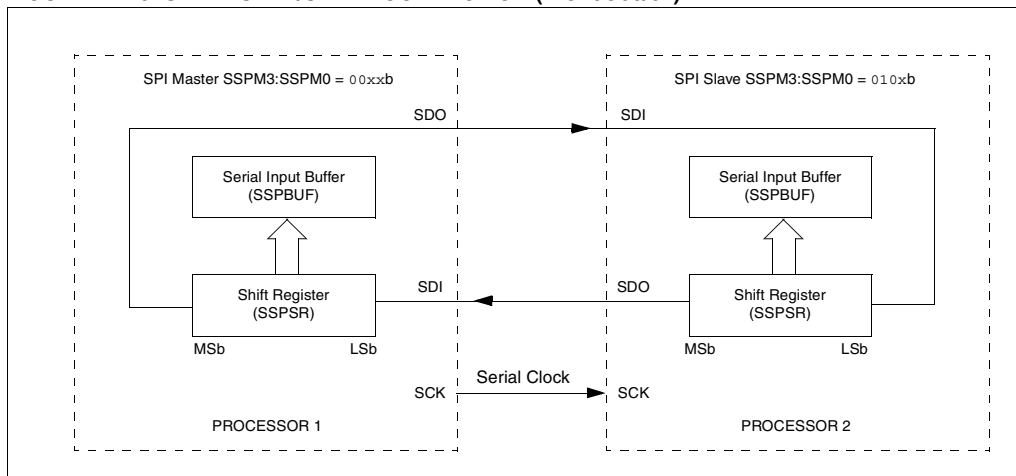 SPI Master SSPM3:SSPM0 = 00xxb
SPI Slave SSPM3:SSPM0 = 010xb
SDO
SDI
Serial Input Buffer
(SSPBUF)
Serial Input Buffer
(SSPBUF)
SDI
SDO
Shift Register
(SSPSR)
Shift Register
(SSPSR)
MSb
LSb
MSb
LSb
Serial Clock
SCK
SCK
PROCESSOR 1
PROCESSOR 2